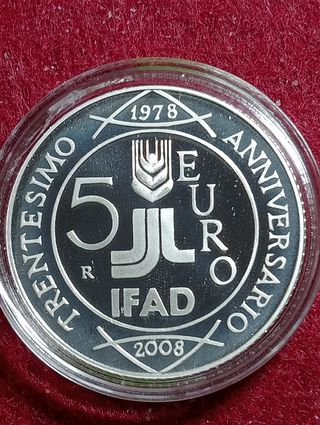 1978
TRENTESIMO ANNIVERSARIO
5 EURO
R
IFAD
2008